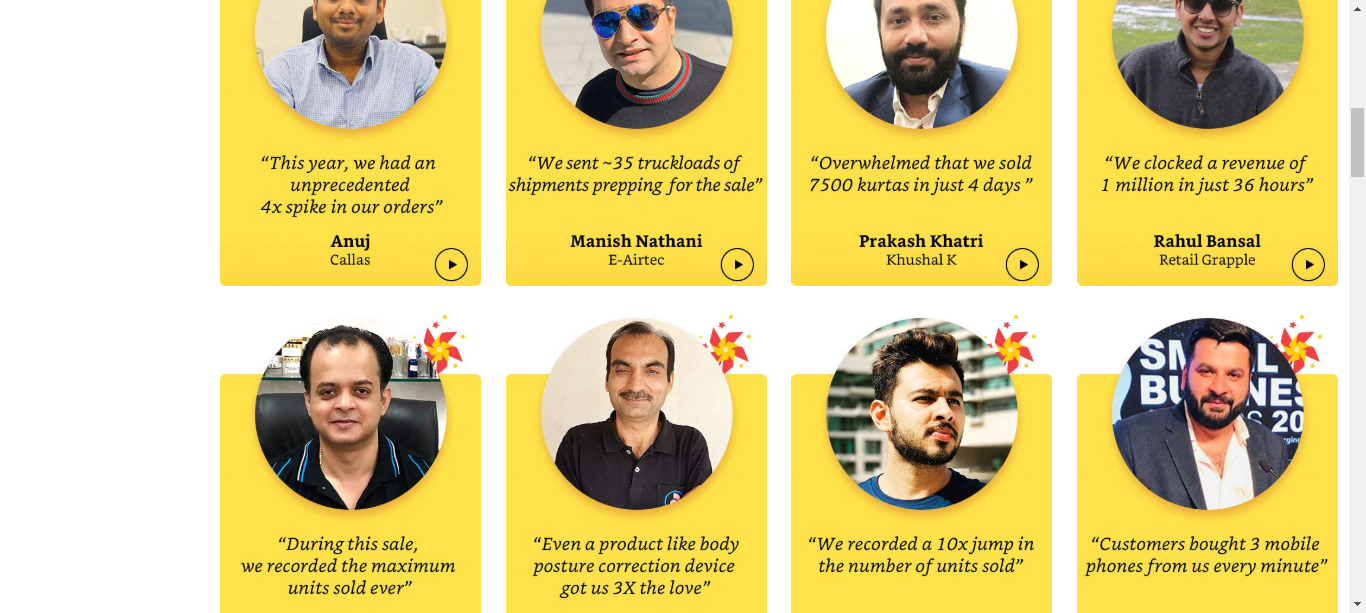 “This year, we had an
unprecedented
4x spike in our orders”
Anuj
Callas
“We sent ~35 truckloads of
shipments prepping for the sale”
Manish Nathani
E-Airtec
“Overwhelmed that we sold
7500 kurtas in just 4 days ”
Prakash Khatri
Khushal K
“We clocked a revenue of
1 million in just 36 hours”
Rahul Bansal
Retail Grapple
“During this sale,
we recorded the maximum
units sold ever”
“Even a product like body
posture correction device
got us 3X the love”
“We recorded a 10x jump in
the number of units sold”
“Customers bought 3 mobile
phones from us every minute”